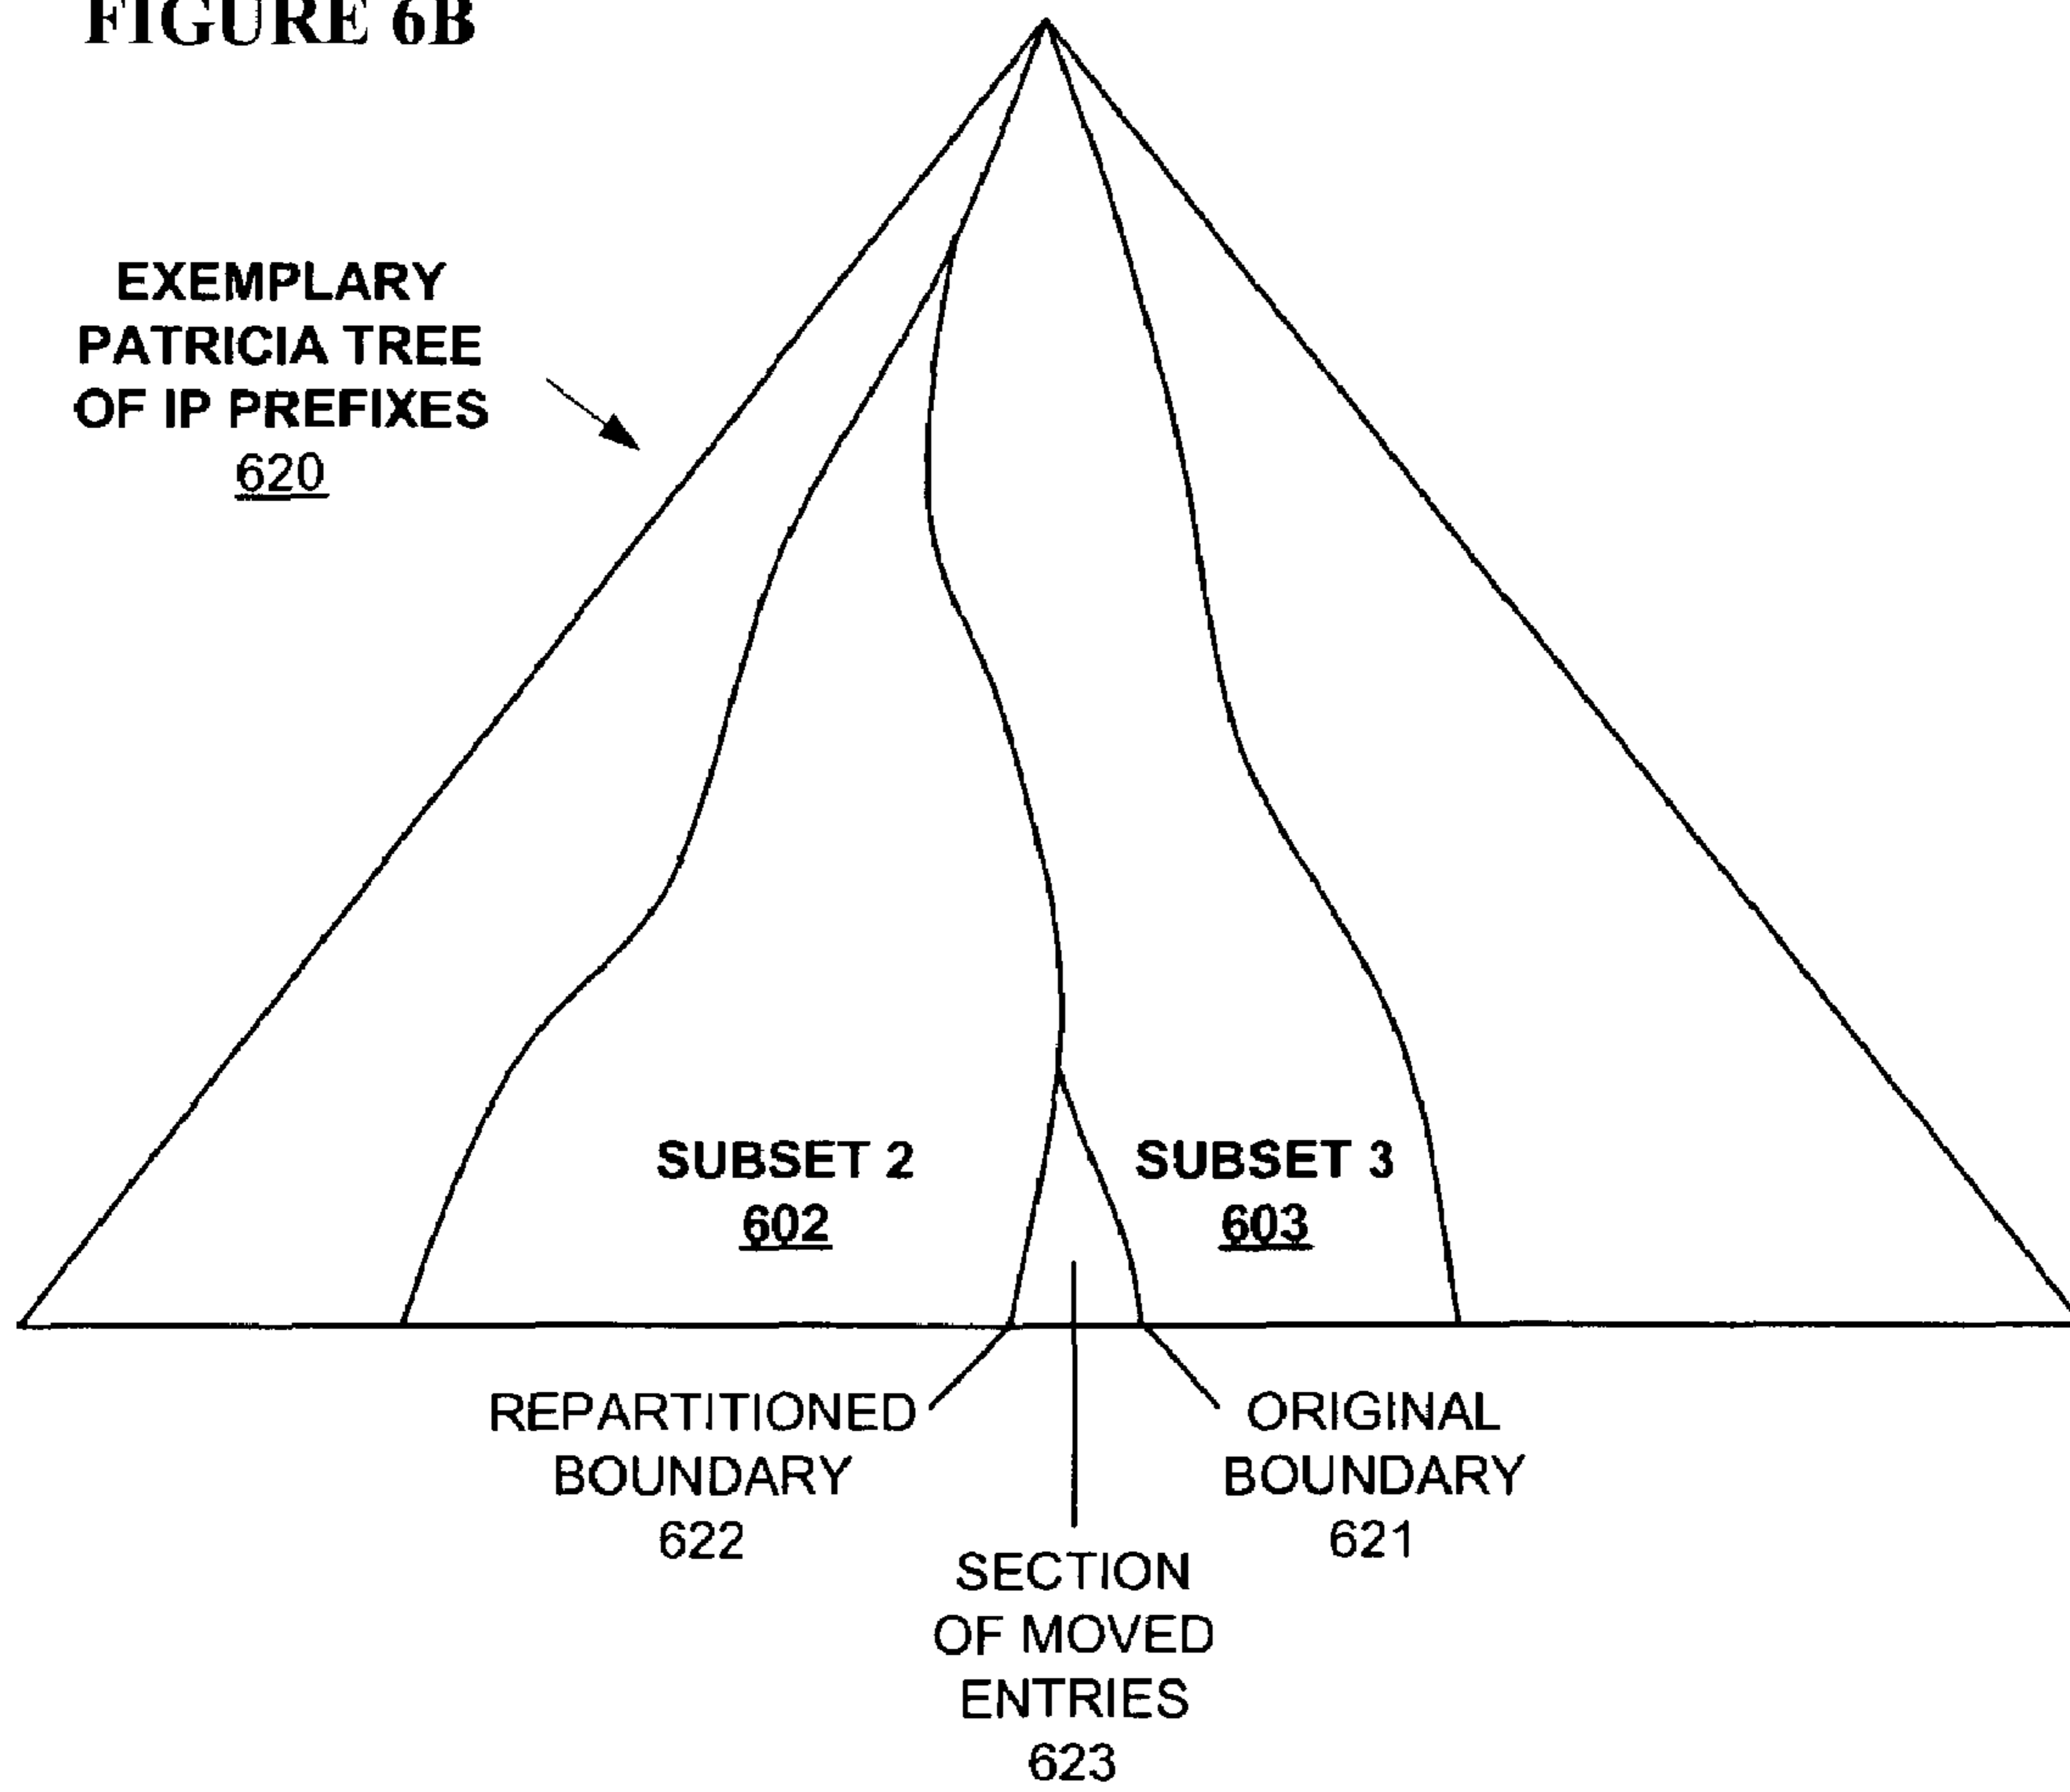 FIGURE 6B
EXEMPLARY
PATRICIA TREE
OF IP PREFIXES
620
SUBSET 2
602
SUBSET 3
603
REPARTITIONED
BOUNDARY
622
ORIGINAL
BOUNDARY
621
SECTION
OF MOVED
ENTRIES
623